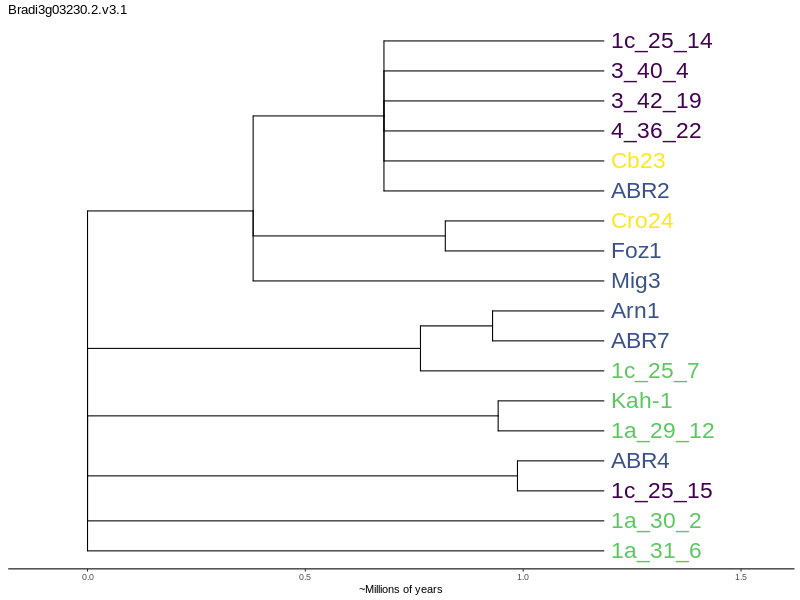 Bradi3g03230.2.v3.1
1c_25_14
3_40_4
3_42_19
4_36_22
Cb23
ABR2
Cro24
Foz1
Mig3
Arn1
ABR7
1c_25_7
Kah-1
1a_29_12
ABR4
1c_25_15
1a_30_2
1a_31_6
0.0 0.5 1.0 1.5
~Millions of years